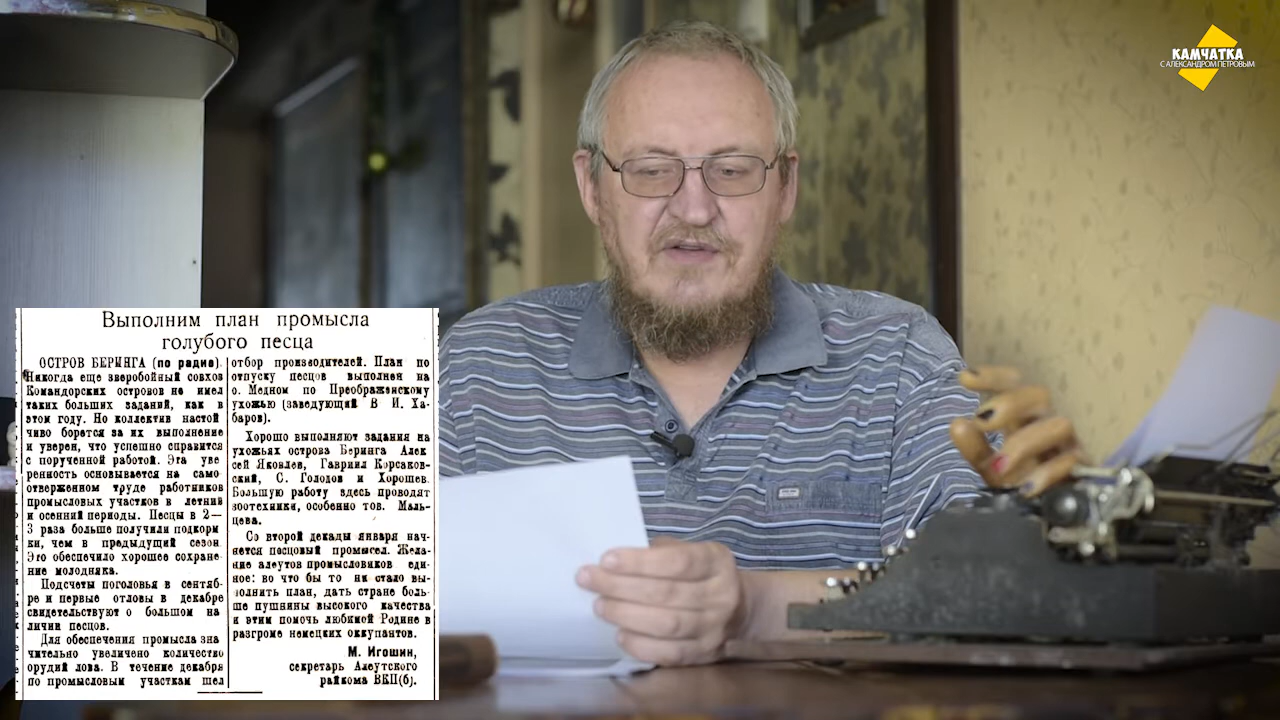 КАМЧАТКА
С АЛЕКСАНДРОМ ПЕТРОВЫМ
Выполним план промысла
голубого песца
ОСТРОВ БЕРИНГА (по радио).
Никогда еще зверобойный совхоз
Командорских островов не имел
таких больших заданий, как в
этом году. Но коллектив настой
чиво борется за их выполнение
и уверен, что успешно справится
с порученной работой. Эта уве
ренность основывается на само
отверженном труде работников
промысловых участков в летний
и осенний периоды. Песцы в 2—
3 раза больше получили подкорм
ки, чем в предыдущий сезон.
Это обеспечило хорошее сохране
ние молодняка.
Подсчеты поголовья в сентяб-
ре и первые отловы в декабре
свидетельствуют о большом на
личии песцов.
Для обеспечения промысла зна
чительно увеличено количество
орудий лова. В течение декабря
по промысловым участкам шел
отбор производителей. План по
отпуску песцов выполнен на
о. Медном по Преображенскому
ухожью (заведующий В. И. Ха-
баров).
Хорошо выполняют задания на
ухожьях острова Беринга Алек
сей Яковлев, Гавриил Корсаков-
ский, С. Голодов и Хорошев.
Большую работу здесь проводят
зоотехники, особенно тов. Маль-
цева.
Со второй декады января нач-
нется песцовый промысел. Жела-
ние алеутов промысловиков еди-
ное: во что бы то ни стало вы-
полнить план, дать стране боль-
ше пушнины высокого качества
и этим помочь любимой Родине в
разгроме немецких оккупантов.
М. Игошин,
секретарь Алеутского
райкома ВКП(б).